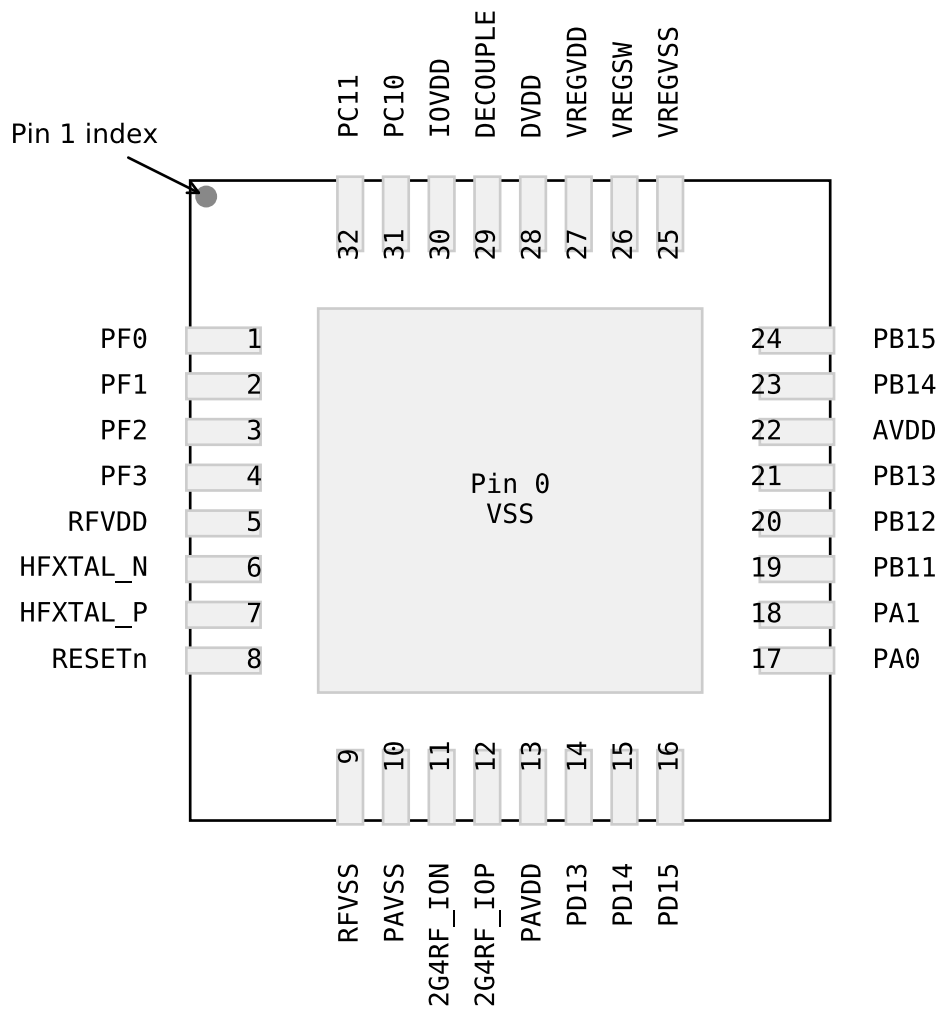 PC11
PC10
IOVDD
DECOUPLE
DVDD
VREGVDD
VREGSW
VREGVSS
Pin 1 index
32
31
30
29
28
27
26
25
PF0 1
24 PB15
PF1 2
23 PB14
PF2 3
22 AVDD
PF3 4
21 PB13
RFVDD 5
20 PB12
HFXTAL_N 6
19 PB11
HFXTAL_P 7
18 PA1
RESETn 8
17 PA0
Pin 0
VSS
9
10
11
12
13
14
15
16
RFVSS
PAVSS
2G4RF_ION
2G4RF_IOP
PAVDD
PD13
PD14
PD15